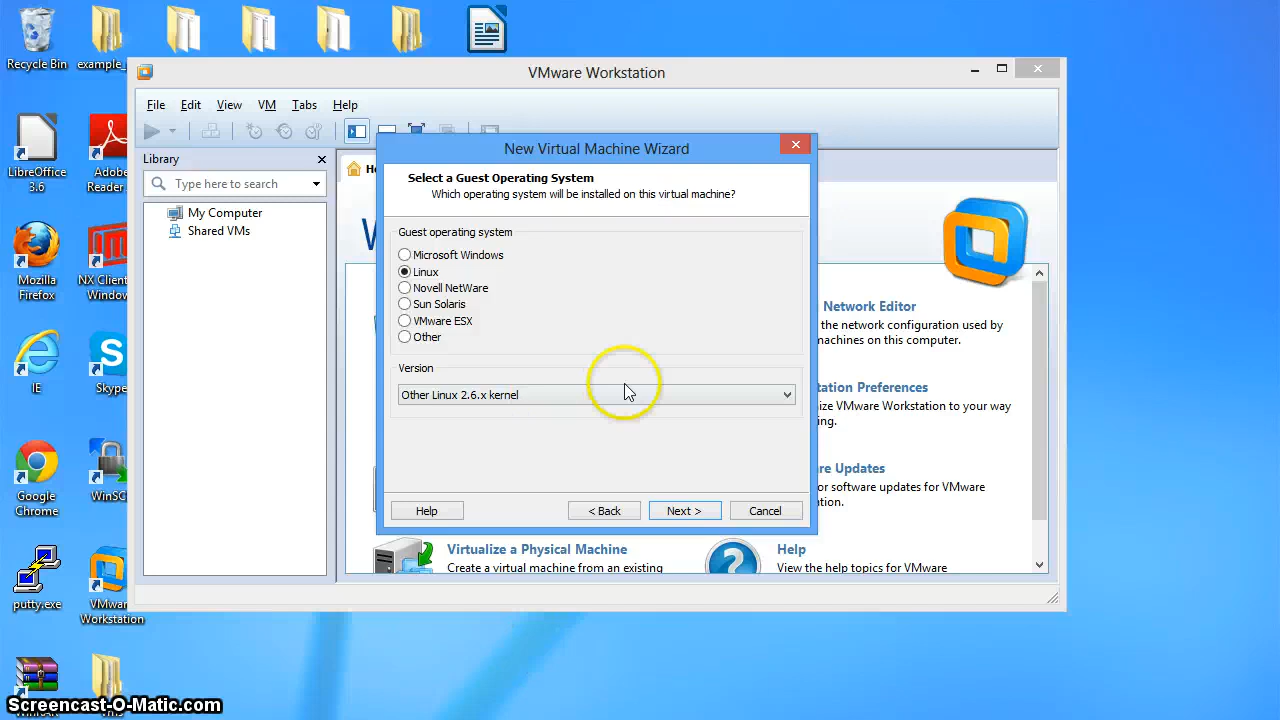 Recycle Bin
example_
LibreOffice
3.6
Adobe
Reader
Mozilla
Firefox
NX Client
Window
IE
Skype
Google
Chrome
WinSC
putty.exe
VMware
Workstation
VMware Workstation
File Edit View VM Tabs Help
Library
Type here to search
My Computer
Shared VMs
New Virtual Machine Wizard
Select a Guest Operating System
Which operating system will be installed on this virtual machine?
Guest operating system
Microsoft Windows
Linux
Novell NetWare
Sun Solaris
VMware ESX
Other
Version
Other Linux 2.6.x kernel
Help
< Back
Next >
Cancel
Network Editor
the network configuration used by
machines on this computer.
tation Preferences
ize VMware Workstation to your way
ing.
re Updates
or software updates for VMware
tation.
Virtualize a Physical Machine
Create a virtual machine from an existing
Help
View the help topics for VMware
Screencast-O-Matic.com